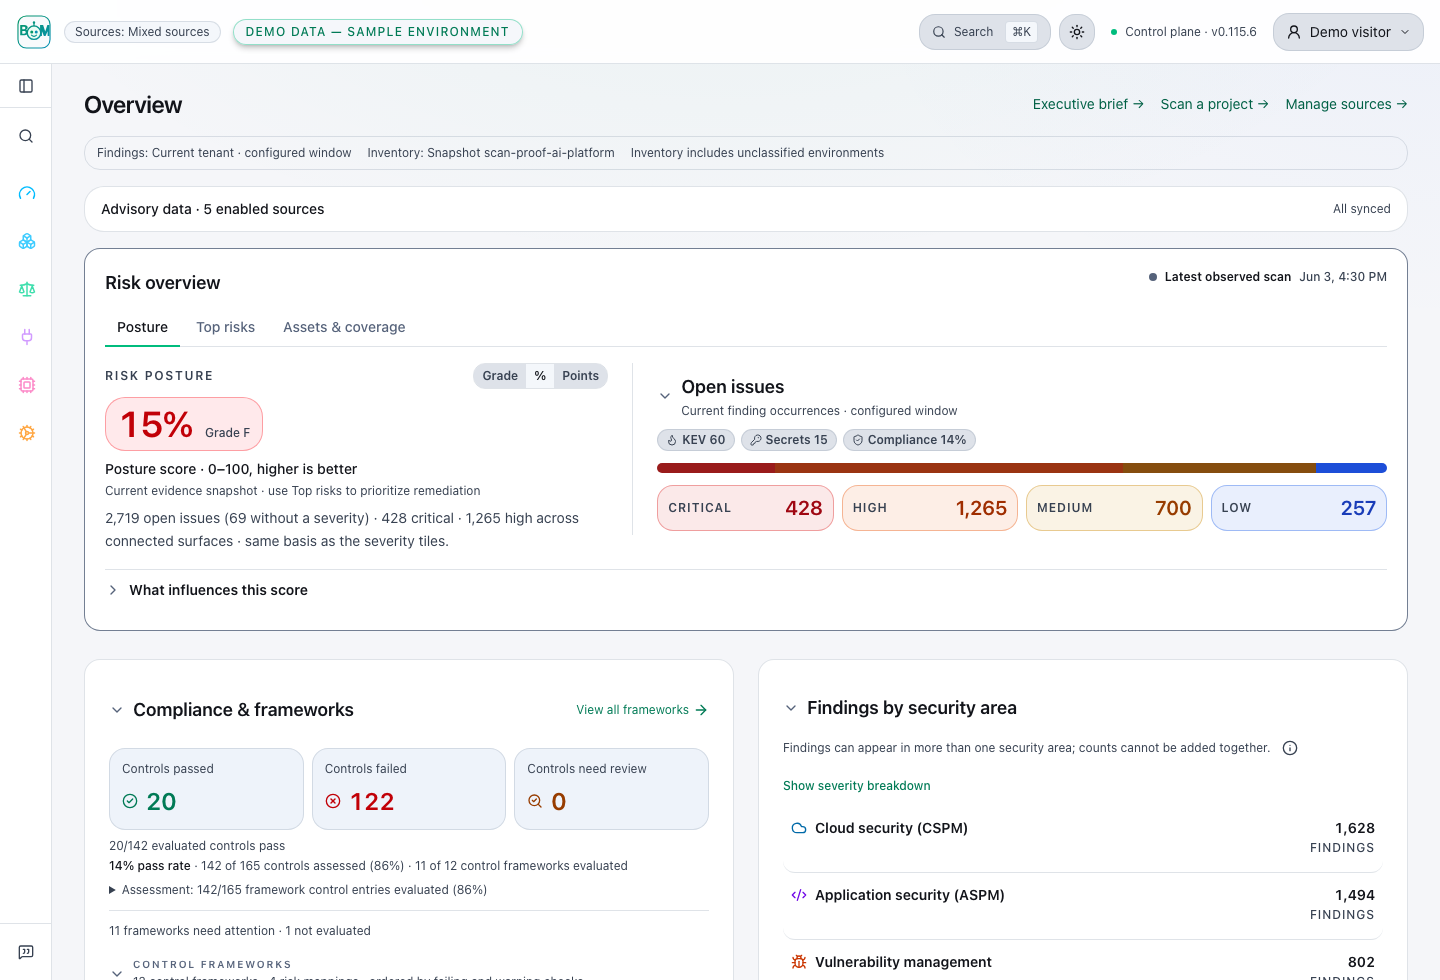 BOM
Sources: Mixed sources
DEMO DATA — SAMPLE ENVIRONMENT
Search ⌘K
Control plane · v0.115.6
Demo visitor
Overview
Executive brief → Scan a project → Manage sources →
Findings: Current tenant · configured window Inventory: Snapshot scan-proof-ai-platform Inventory includes unclassified environments
Advisory data · 5 enabled sources
All synced
Risk overview
Latest observed scan Jun 3, 4:30 PM
Posture Top risks Assets & coverage
RISK POSTURE
Grade % Points
15% Grade F
Posture score · 0–100, higher is better
Current evidence snapshot · use Top risks to prioritize remediation
2,719 open issues (69 without a severity) · 428 critical · 1,265 high across
connected surfaces · same basis as the severity tiles.
Open issues
Current finding occurrences · configured window
KEV 60 Secrets 15 Compliance 14%
CRITICAL 428 HIGH 1,265 MEDIUM 700 LOW 257
What influences this score
Compliance & frameworks
View all frameworks →
Controls passed
20
Controls failed
122
Controls need review
0
20/142 evaluated controls pass
14% pass rate · 142 of 165 controls assessed (86%) · 11 of 12 control frameworks evaluated
Assessment: 142/165 framework control entries evaluated (86%)
11 frameworks need attention · 1 not evaluated
CONTROL FRAMEWORKS
Findings by security area
Findings can appear in more than one security area; counts cannot be added together.
Show severity breakdown
Cloud security (CSPM) 1,628
FINDINGS
Application security (ASPM) 1,494
FINDINGS
Vulnerability management 802
FINDINGS